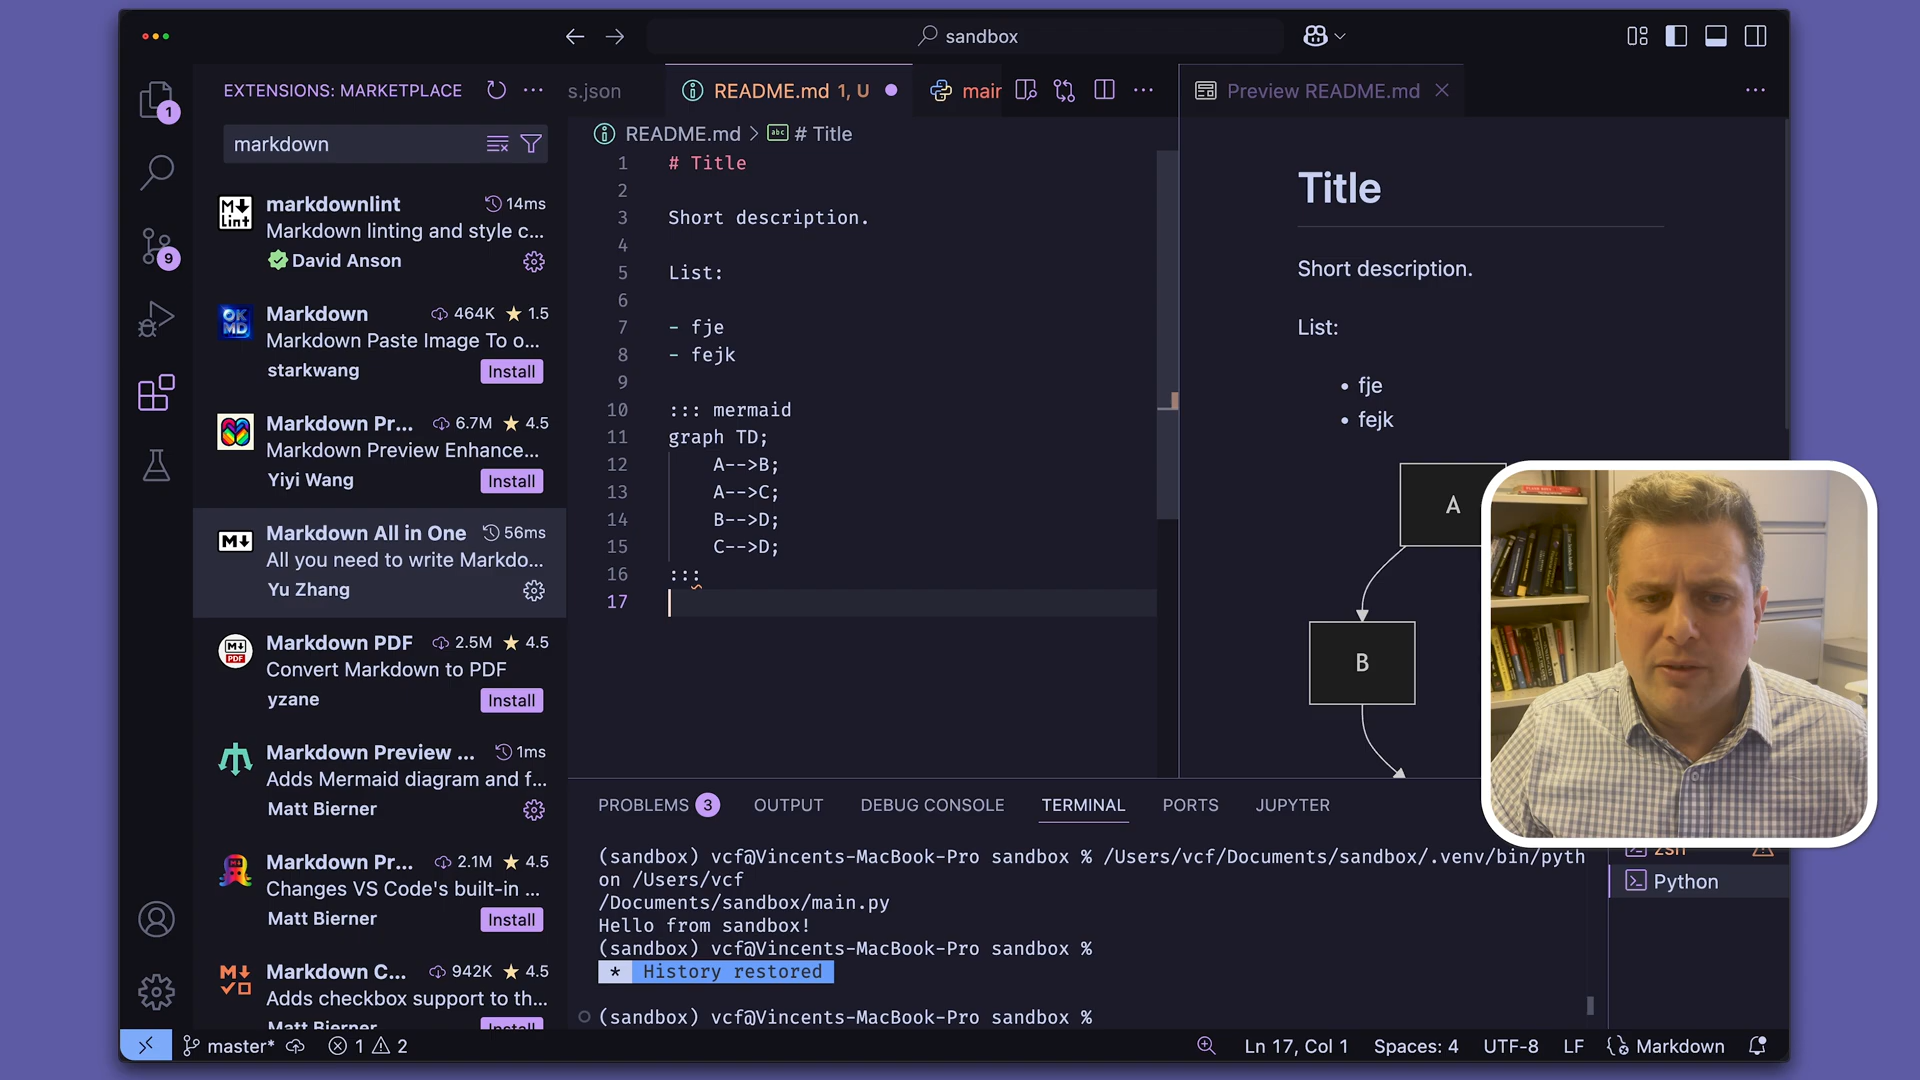 sandbox
EXTENSIONS: MARKETPLACE
s.json
README.md 1, U
mair
Preview README.md
1
markdown
README.md > # Title
9
markdownlint 14ms
Markdown linting and style c...
David Anson
Markdown 464K 1.5
Markdown Paste Image To o...
starkwang Install
Markdown Pr... 6.7M 4.5
Markdown Preview Enhance...
Yiyi Wang Install
Markdown All in One 56ms
All you need to write Markdo...
Yu Zhang
Markdown PDF 2.5M 4.5
Convert Markdown to PDF
yzane Install
Markdown Preview ... 1ms
Adds Mermaid diagram and f...
Matt Bierner
Markdown Pr... 2.1M 4.5
Changes VS Code's built-in ...
Matt Bierner Install
Markdown C... 942K 4.5
Adds checkbox support to th...
Matt Bierner Install
1 # Title
2
3 Short description.
4
5 List:
6
7 - fje
8 - fejk
9
10 ::: mermaid
11 graph TD;
12 A-->B;
13 A-->C;
14 B-->D;
15 C-->D;
16 :::
17
Title
Short description.
List:
• fje
• fejk
A
B
PROBLEMS 3 OUTPUT DEBUG CONSOLE TERMINAL PORTS JUPYTER
(sandbox) vcf@Vincents-MacBook-Pro sandbox % /Users/vcf/Documents/sandbox/.venv/bin/pyth
on /Users/vcf
/Documents/sandbox/main.py
Hello from sandbox!
(sandbox) vcf@Vincents-MacBook-Pro sandbox %
* History restored
(sandbox) vcf@Vincents-MacBook-Pro sandbox %
zsh
Python
master* 1 2
Ln 17, Col 1 Spaces: 4 UTF-8 LF Markdown